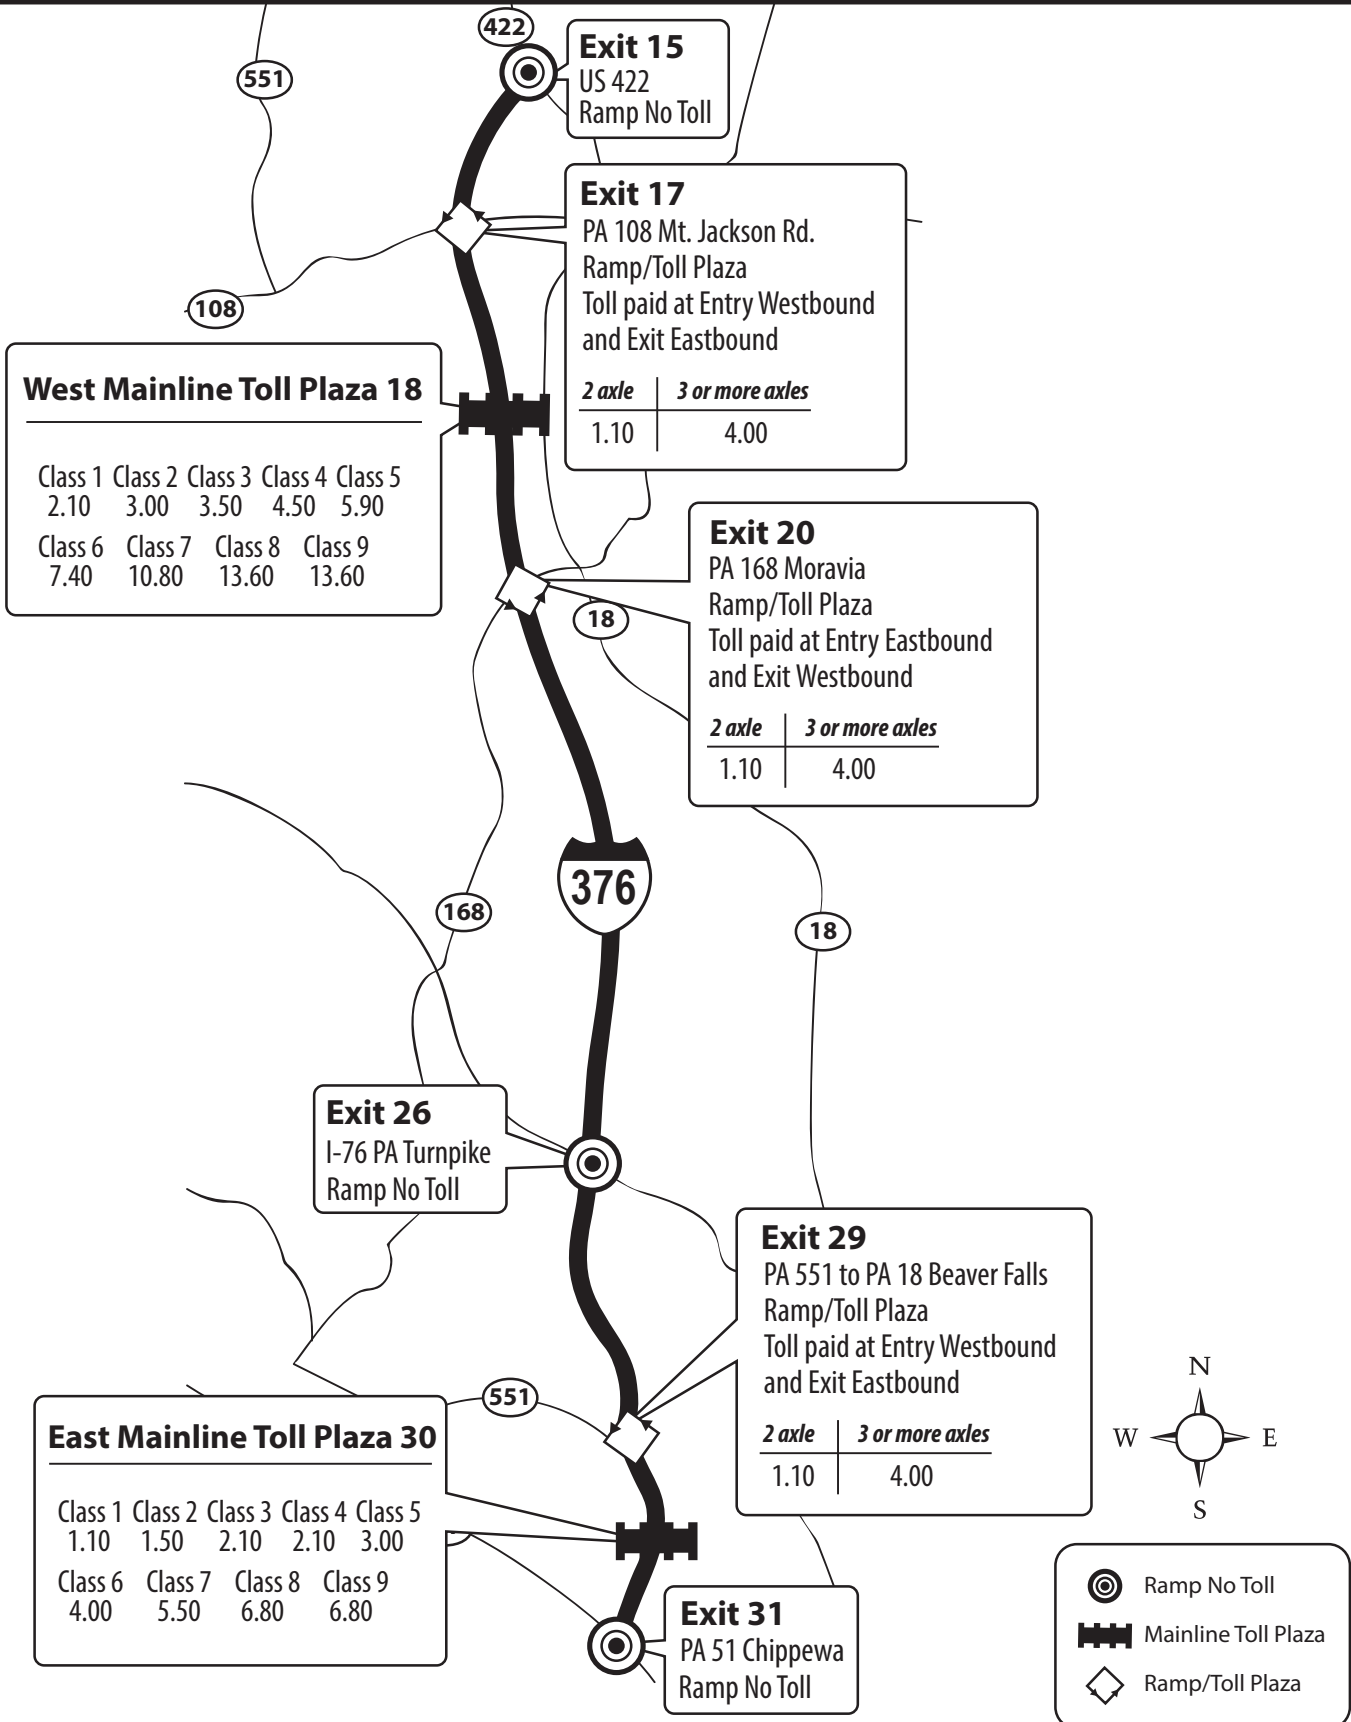 422
551
Exit 15
US 422
Ramp No Toll
Exit 17
PA 108 Mt. Jackson Rd.
Ramp/Toll Plaza
Toll paid at Entry Westbound
and Exit Eastbound
2 axle 3 or more axles
1.10 4.00
108
West Mainline Toll Plaza 18
Class 1 Class 2 Class 3 Class 4 Class 5
2.10 3.00 3.50 4.50 5.90
Class 6 Class 7 Class 8 Class 9
7.40 10.80 13.60 13.60
Exit 20
PA 168 Moravia
Ramp/Toll Plaza
Toll paid at Entry Eastbound
and Exit Westbound
2 axle 3 or more axles
1.10 4.00
18
376
168
18
Exit 26
I-76 PA Turnpike
Ramp No Toll
Exit 29
PA 551 to PA 18 Beaver Falls
Ramp/Toll Plaza
Toll paid at Entry Westbound
and Exit Eastbound
2 axle 3 or more axles
1.10 4.00
551
East Mainline Toll Plaza 30
Class 1 Class 2 Class 3 Class 4 Class 5
1.10 1.50 2.10 2.10 3.00
Class 6 Class 7 Class 8 Class 9
4.00 5.50 6.80 6.80
Exit 31
PA 51 Chippewa
Ramp No Toll
N
W E
S
Ramp No Toll
Mainline Toll Plaza
Ramp/Toll Plaza